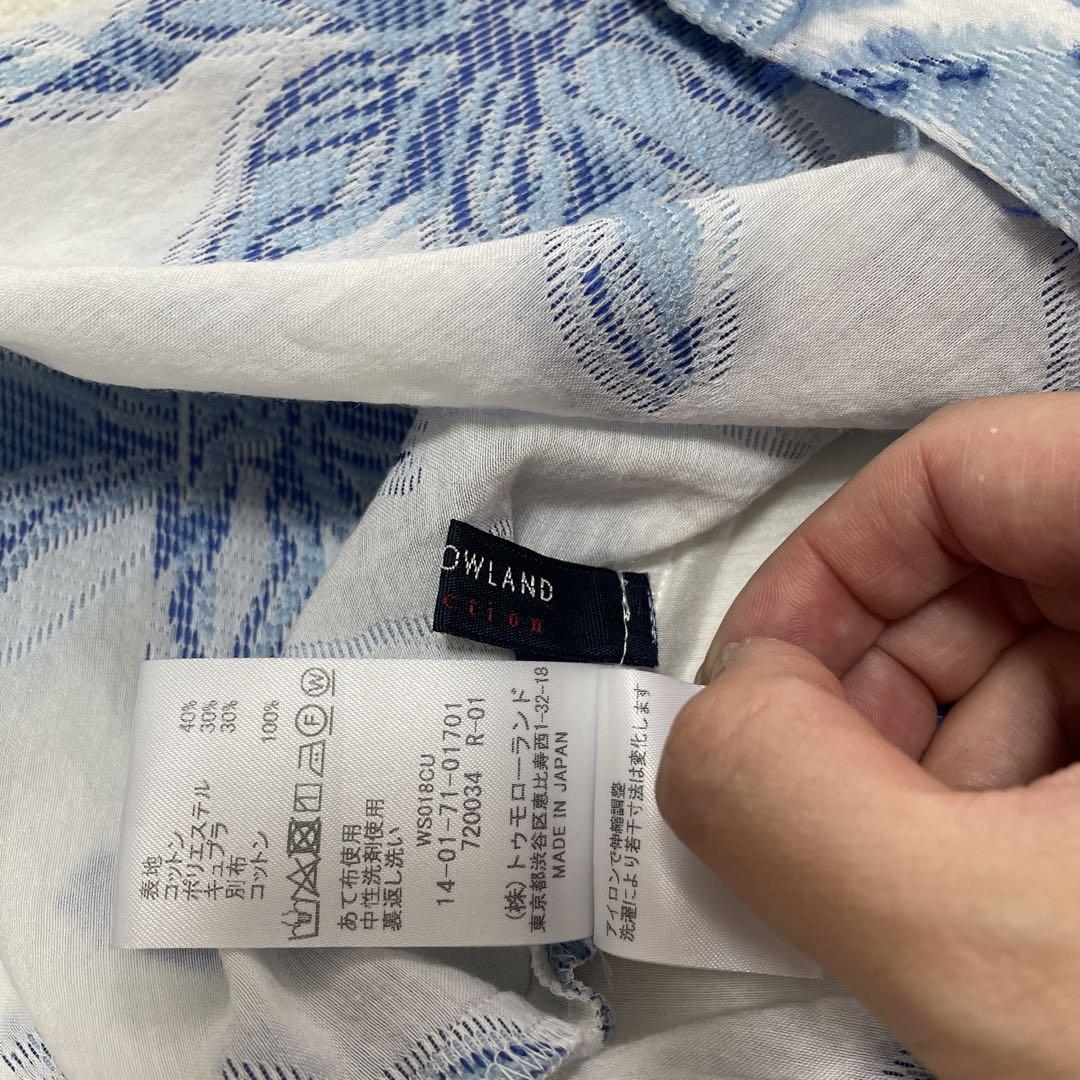 OWLAND
ction
表地
コットン 40%
ポリエステル 30%
キュプラ 30%
別布
コットン 100%
あて布使用
中性洗剤使用
裏返し洗い
WS018CU
14-01-71-01701
720034 R-01
(株)トゥモローランド
東京都渋谷区恵比寿西1-32-18
MADE IN JAPAN
アイロンで伸縮調整
洗濯により若干寸法は変化します